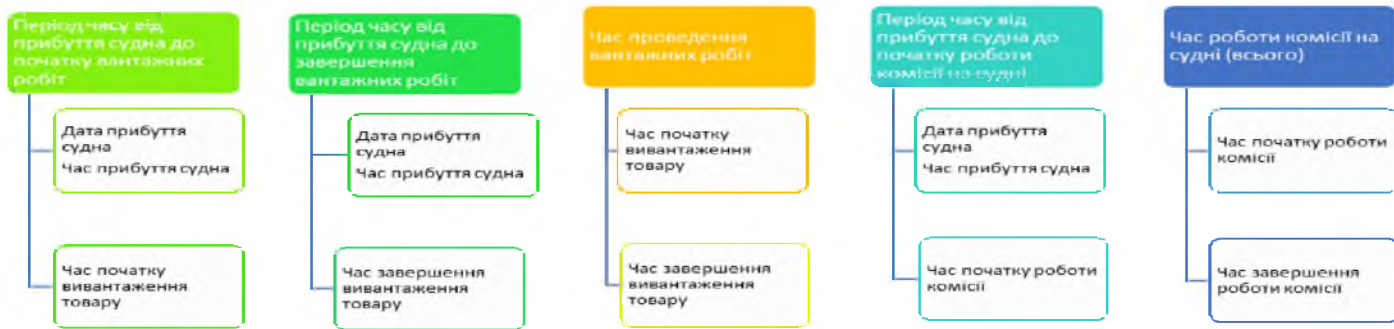 Період часу від
прибуття судна до
початку вантажних
робіт
Дата прибуття
судна
Час прибуття судна
Час початку
вивантаження
товару
Період часу від
прибуття судна до
завершення
вантажних робіт
Дата прибуття
судна
Час прибуття судна
Час завершення
вивантаження
товару
Час проведення
вантажних робіт
Час початку
вивантаження
товару
Час завершення
вивантаження
товару
Період часу від
прибуття судна до
початку роботи
комісії на судні
Дата прибуття
судна
Час прибуття судна
Час початку роботи
комісії
Час роботи комісії на
судні (всього)
Час початку роботи
комісії
Час завершення
роботи комісії